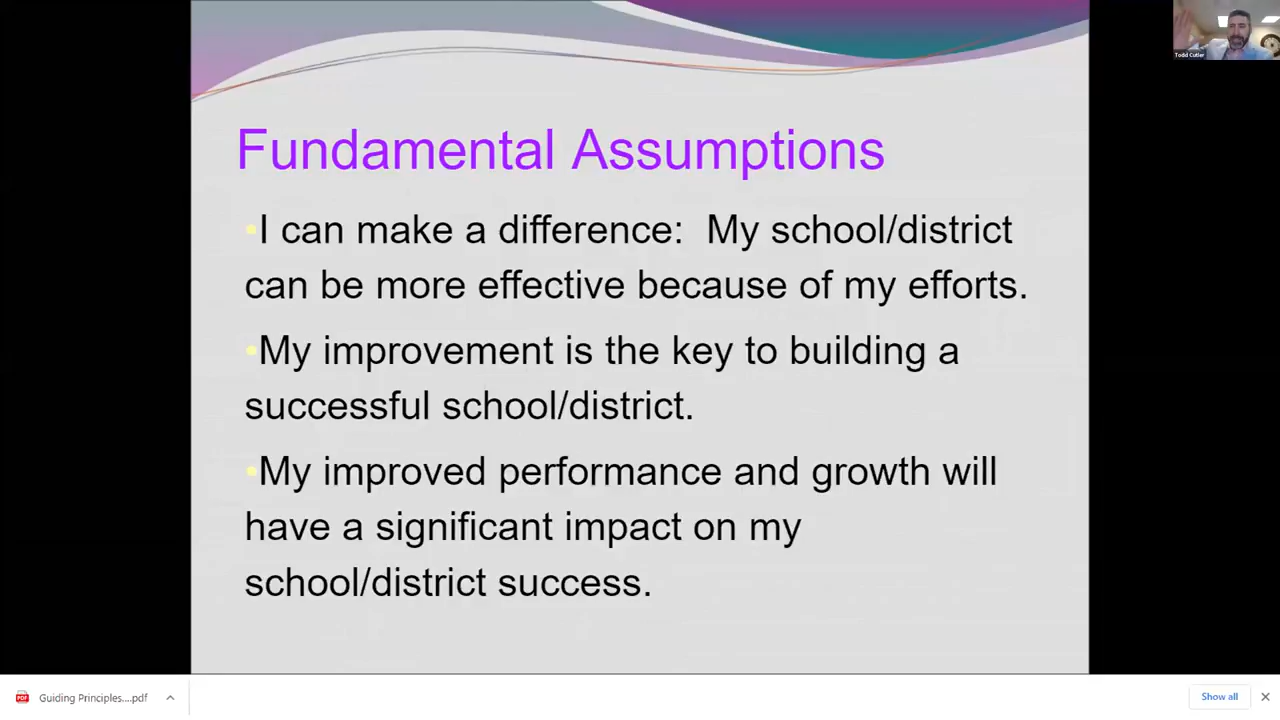 Todd Cutler
Fundamental Assumptions
•I can make a difference:  My school/district
can be more effective because of my efforts.
•My improvement is the key to building a
successful school/district.
•My improved performance and growth will
have a significant impact on my
school/district success.
Guiding Principles....pdf
Show all